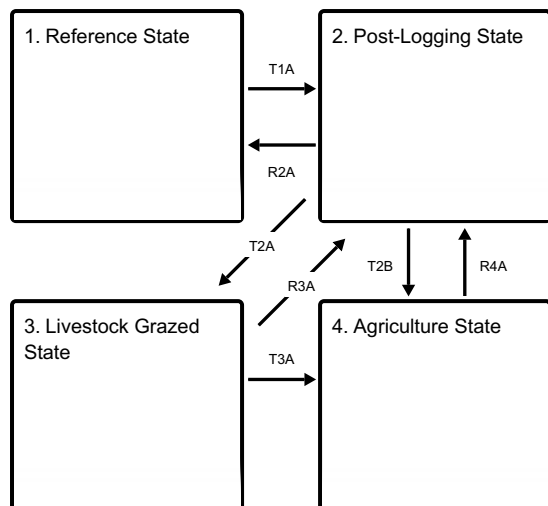 1. Reference State
2. Post-Logging State
T1A
R2A
T2A
R3A
T2B
R4A
3. Livestock Grazed
State
4. Agriculture State
T3A